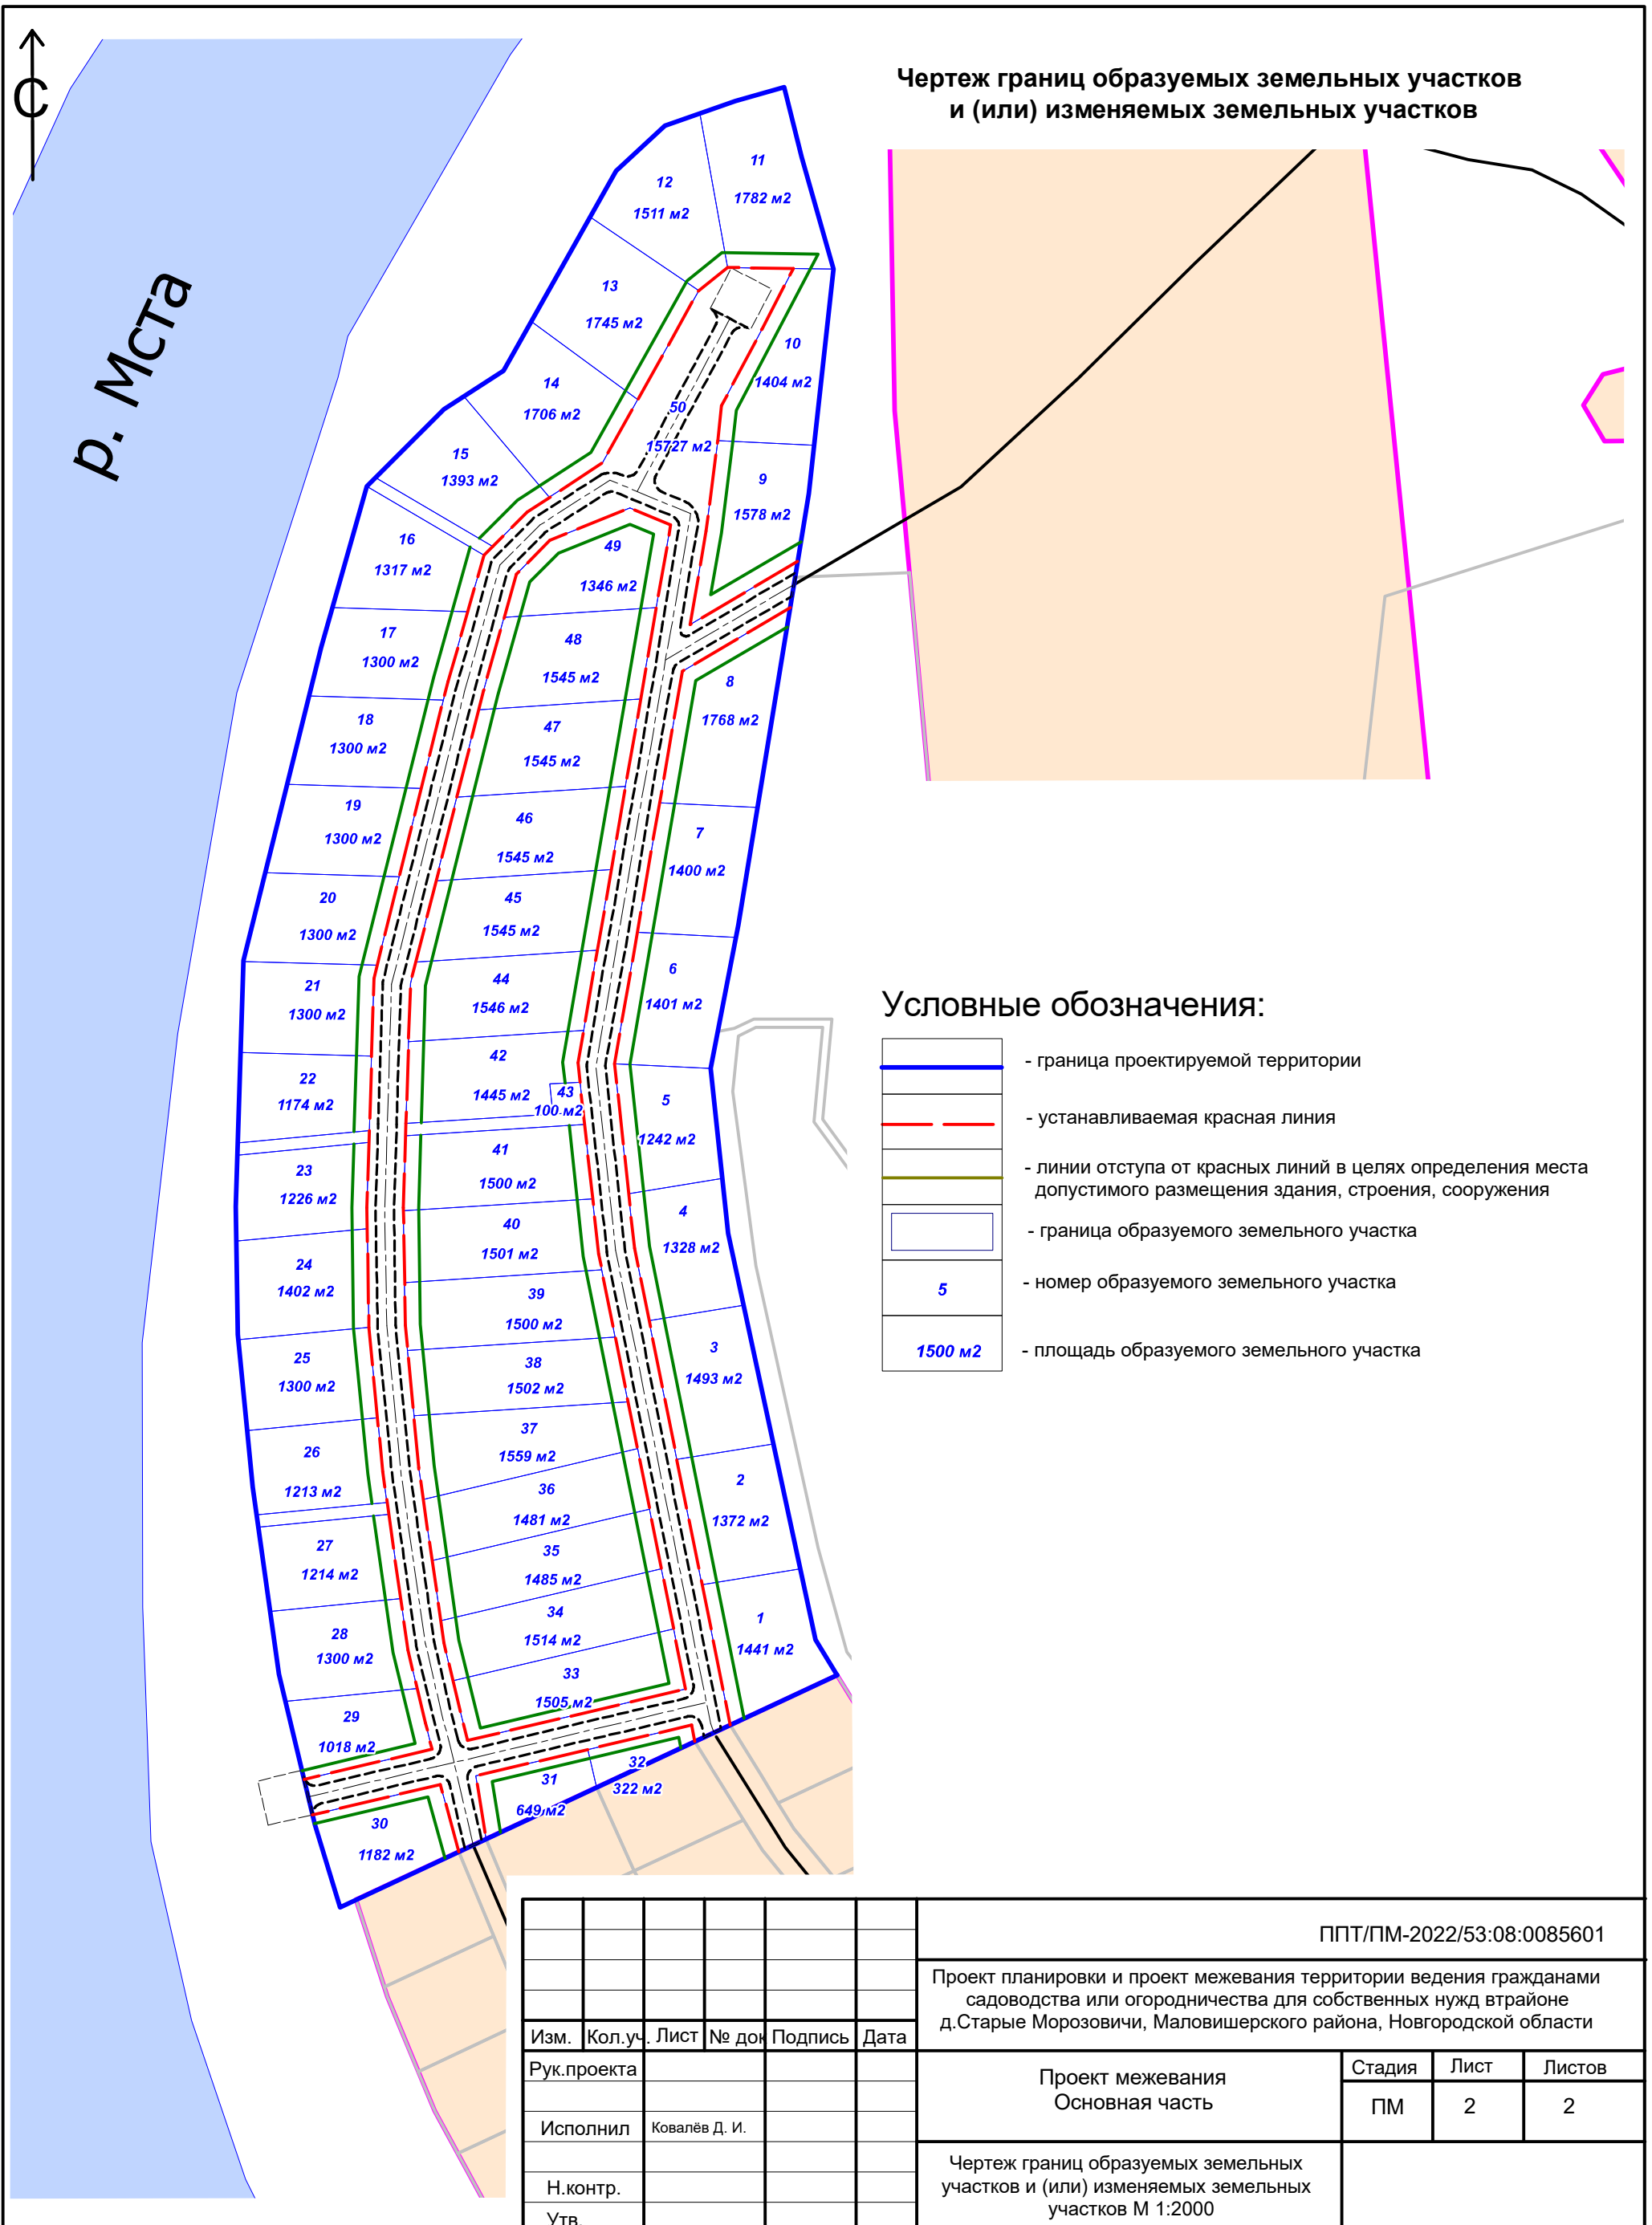 С
Чертеж границ образуемых земельных участков
и (или) изменяемых земельных участков
р. Мста
11
1782 м2
12
1511 м2
13
1745 м2
10
1404 м2
14
1706 м2
50
15727 м2
15
1393 м2
9
1578 м2
16
1317 м2
49
1346 м2
17
1300 м2
48
1545 м2
8
1768 м2
18
1300 м2
47
1545 м2
19
1300 м2
46
1545 м2
7
1400 м2
20
1300 м2
45
1545 м2
6
1401 м2
21
1300 м2
44
1546 м2
22
1174 м2
42
1445 м2
43
100 м2
5
1242 м2
23
1226 м2
41
1500 м2
4
1328 м2
24
1402 м2
40
1501 м2
39
1500 м2
3
1493 м2
25
1300 м2
38
1502 м2
26
1213 м2
37
1559 м2
2
1372 м2
36
1481 м2
27
1214 м2
35
1485 м2
28
1300 м2
34
1514 м2
1
1441 м2
29
1018 м2
33
1505 м2
30
1182 м2
31
649 м2
32
322 м2
Условные обозначения:
- граница проектируемой территории
- устанавливаемая красная линия
- линии отступа от красных линий в целях определения места
допустимого размещения здания, строения, сооружения
- граница образуемого земельного участка
5 - номер образуемого земельного участка
1500 м2 - площадь образуемого земельного участка
ППТ/ПМ-2022/53:08:0085601
Проект планировки и проект межевания территории ведения гражданами
садоводства или огородничества для собственных нужд втрайоне
д.Старые Морозовичи, Маловишерского района, Новгородской области
Изм. Кол.уч. Лист № док Подпись Дата
Рук.проекта
Исполнил Ковалёв Д. И.
Н.контр.
Утв.
Проект межевания
Основная часть
Стадия Лист Листов
ПМ 2 2
Чертеж границ образуемых земельных
участков и (или) изменяемых земельных
участков М 1:2000